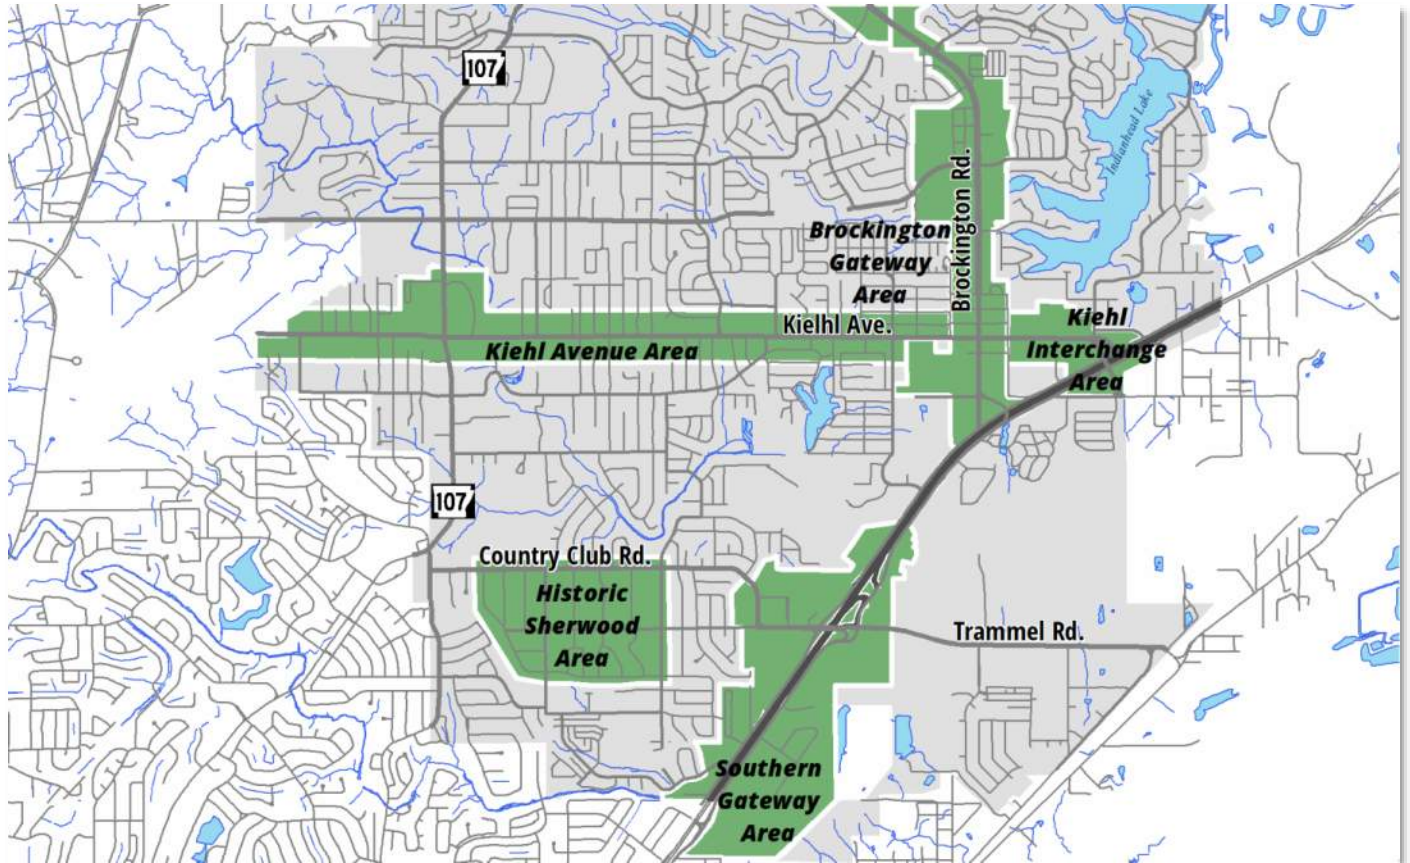 107
Indianhead Lake
Brockington Rd.
Brockington
Gateway
Area
Kielhl Ave.
Kiehl
Interchange
Area
Kiehl Avenue Area
107
Country Club Rd.
Historic
Sherwood
Area
Trammel Rd.
Southern
Gateway
Area